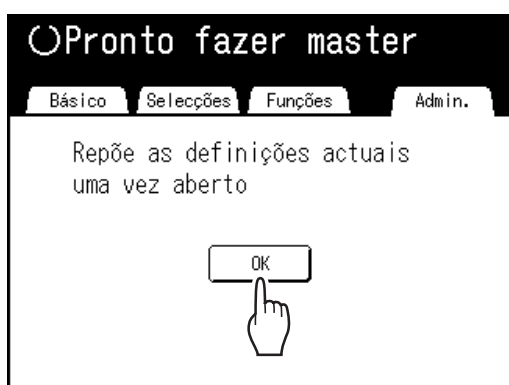 Pronto fazer master
Básico Selecções Funções Admin.
Repõe as definições actuais
uma vez aberto
OK